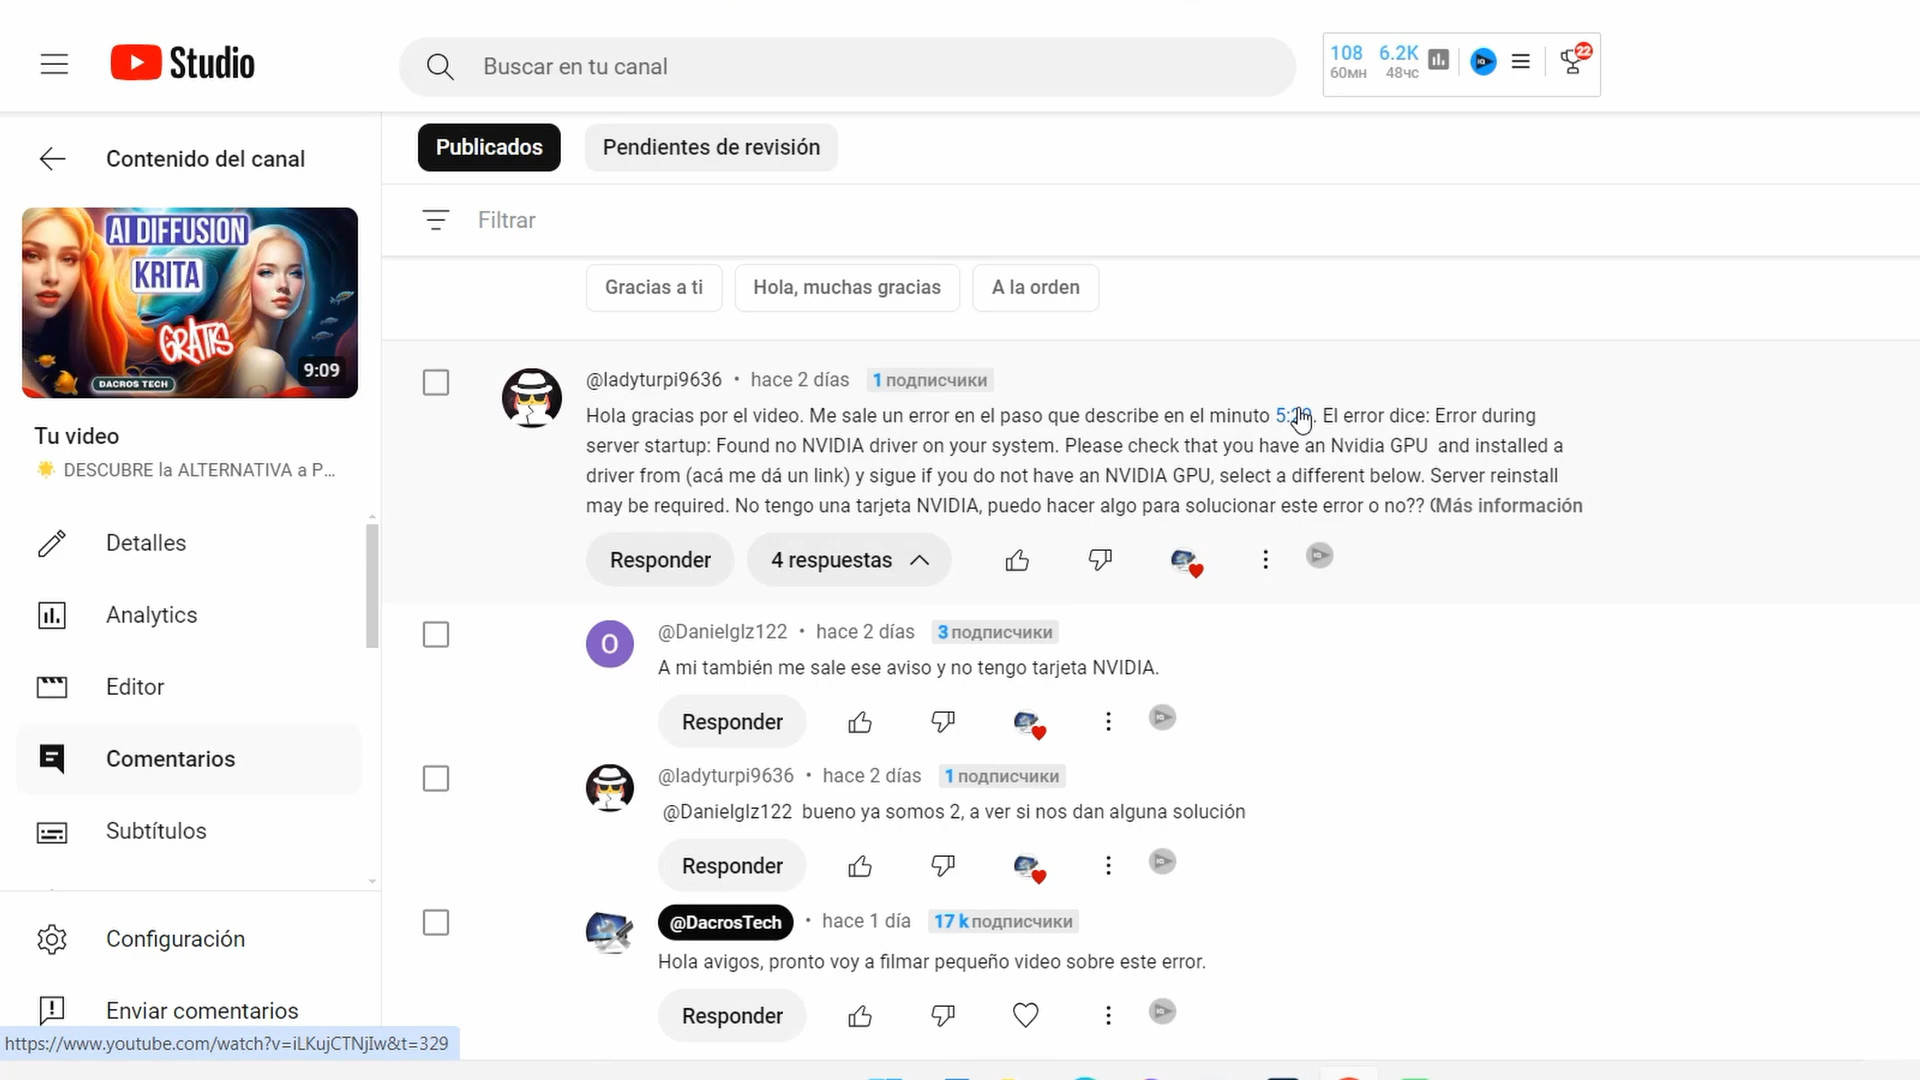 Studio
Buscar en tu canal
108
60мн
6.2K
48чс
22
Contenido del canal
Publicados
Pendientes de revisión
AI DIFFUSION
KRITA
GRATIS
DACROS TECH
9:09
Filtrar
Gracias a ti
Hola, muchas gracias
A la orden
Tu video
DESCUBRE la ALTERNATIVA a P...
Detalles
Analytics
Editor
Comentarios
Subtítulos
Configuración
Enviar comentarios
@ladyturpi9636 • hace 2 días 1 подписчики
Hola gracias por el video. Me sale un error en el paso que describe en el minuto . El error dice: Error during
server startup: Found no NVIDIA driver on your system. Please check that you have an Nvidia GPU and installed a
driver from (acá me dá un link) y sigue if you do not have an NVIDIA GPU, select a different below. Server reinstall
may be required. No tengo una tarjeta NVIDIA, puedo hacer algo para solucionar este error o no?? (Más información
Responder
4 respuestas
O
@Danielglz122 • hace 2 días 3 подписчики
A mi también me sale ese aviso y no tengo tarjeta NVIDIA.
Responder
@ladyturpi9636 • hace 2 días 1 подписчики
@Danielglz122 bueno ya somos 2, a ver si nos dan alguna solución
Responder
@DacrosTech • hace 1 día 17 k подписчики
Hola avigos, pronto voy a filmar pequeño video sobre este error.
Responder
https://www.youtube.com/watch?v=iLKujCTNjIw&t=329